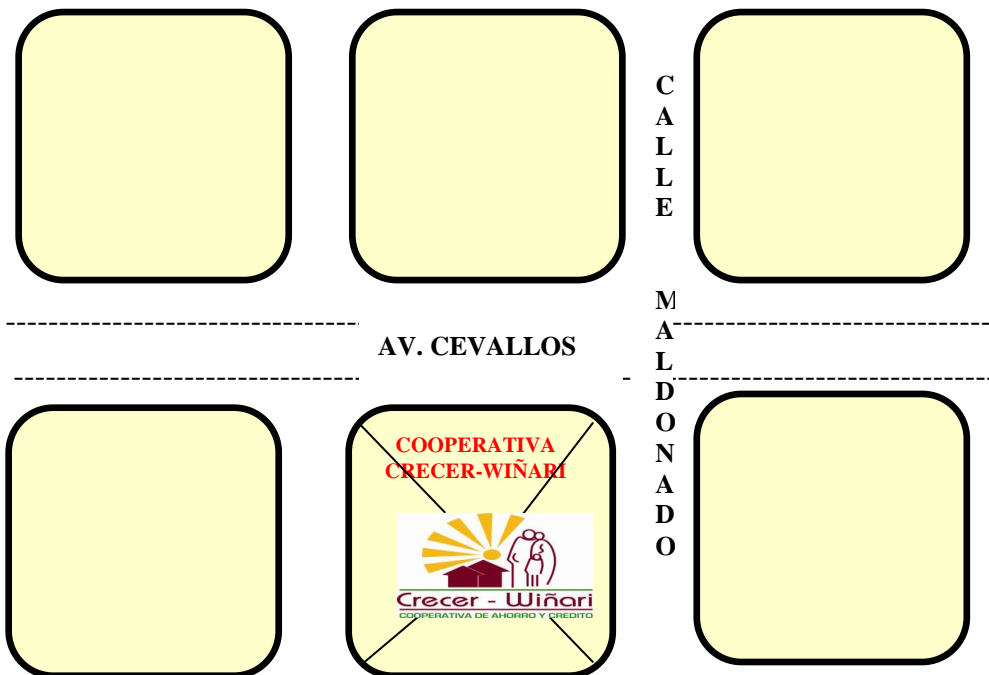 CALLE MALDONADO
AV. CEVALLOS
COOPERATIVA
CRECER-WIÑARI
Crecer - Wiñari
COOPERATIVA DE AHORRO Y CREDITO